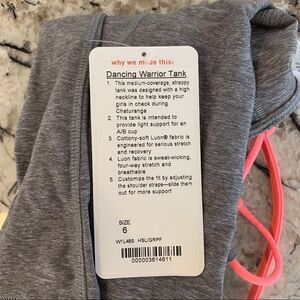 why we made this:
Dancing Warrior Tank
1. This medium-coverage, strappy
tank was designed with a high
neckline to help keep your
girls in check during
Chaturanga
2. This tank is intended to
provide light support for an
A/B cup
3. Cottony-soft Luon® fabric is
engineered for serious stretch
and recovery
4. Luon fabric is sweat-wicking,
four-way stretch and
breathable
5. Customize the fit by adjusting
the shoulder straps—slide them
out for more support
SIZE
6
W1L48S HSLI/GRPF
000003614611